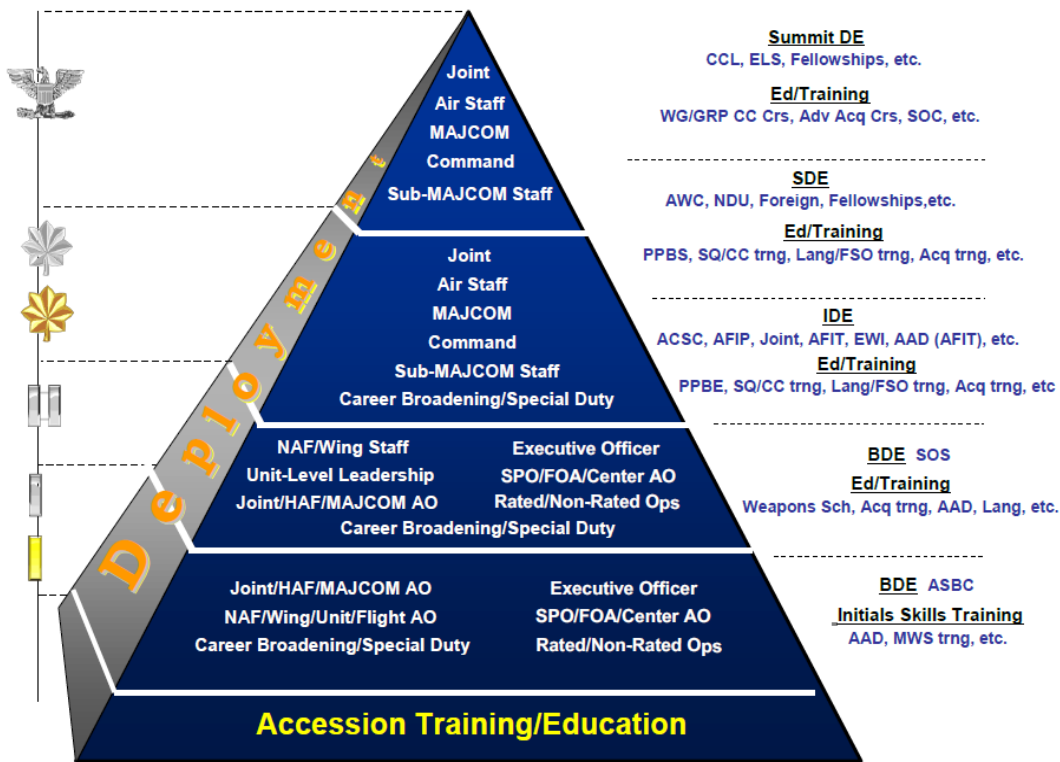 Summit DE
CCL, ELS, Fellowships, etc.
Ed/Training
WG/GRP CC Crs, Adv Acq Crs, SOC, etc.
SDE
AWC, NDU, Foreign, Fellowships,etc.
Ed/Training
PPBS, SQ/CC trng, Lang/FSO trng, Acq trng, etc.
IDE
ACSC, AFIP, Joint, AFIT, EWI, AAD (AFIT), etc.
Ed/Training
PPBE, SQ/CC trng, Lang/FSO trng, Acq trng, etc
BDE SOS
Ed/Training
Weapons Sch, Acq trng, AAD, Lang, etc.
BDE ASBC
Initials Skills Training
AAD, MWS trng, etc.
Deployment
Joint
Air Staff
MAJCOM
Command
Sub-MAJCOM Staff
Joint
Air Staff
MAJCOM
Command
Sub-MAJCOM Staff
Career Broadening/Special Duty
NAF/Wing Staff Executive Officer
Unit-Level Leadership SPO/FOA/Center AO
Joint/HAF/MAJCOM AO Rated/Non-Rated Ops
Career Broadening/Special Duty
Joint/HAF/MAJCOM AO Executive Officer
NAF/Wing/Unit/Flight AO SPO/FOA/Center AO
Career Broadening/Special Duty Rated/Non-Rated Ops
Accession Training/Education